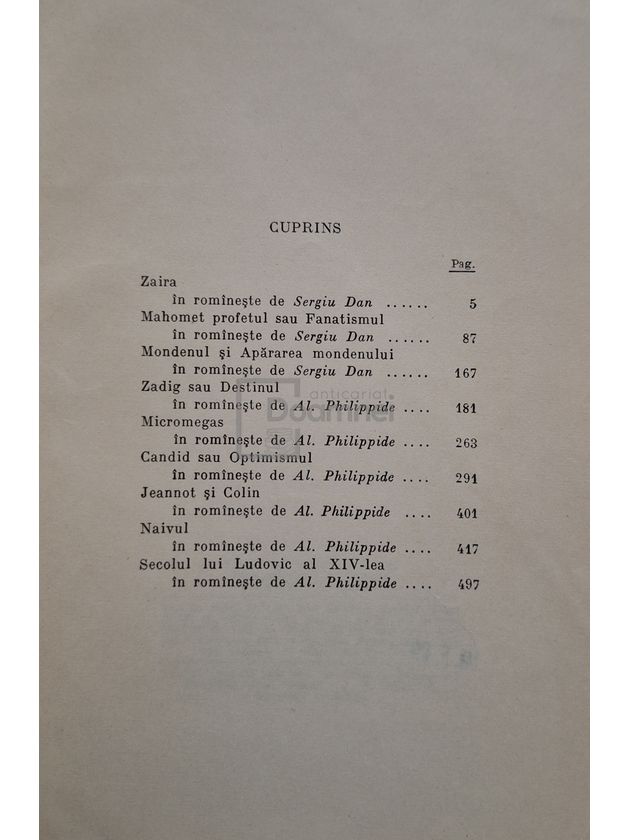 CUPRINS
Pag.
Zaira
în romîneşte de Sergiu Dan ...... 5
Mahomet profetul sau Fanatismul
în romîneşte de Sergiu Dan ...... 87
Mondenul şi Apărarea mondenului
în romîneşte de Sergiu Dan ...... 167
Zadig sau Destinul
în romîneşte de Al. Philippide .... 181
Micromegas
în romîneşte de Al. Philippide .... 263
Candid sau Optimismul
în romîneşte de Al. Philippide .... 291
Jeannot şi Colin
în romîneşte de Al. Philippide .... 401
Naivul
în romîneşte de Al. Philippide .... 417
Secolul lui Ludovic al XIV-lea
în romîneşte de Al. Philippide .... 497
anticariat
Doamnei